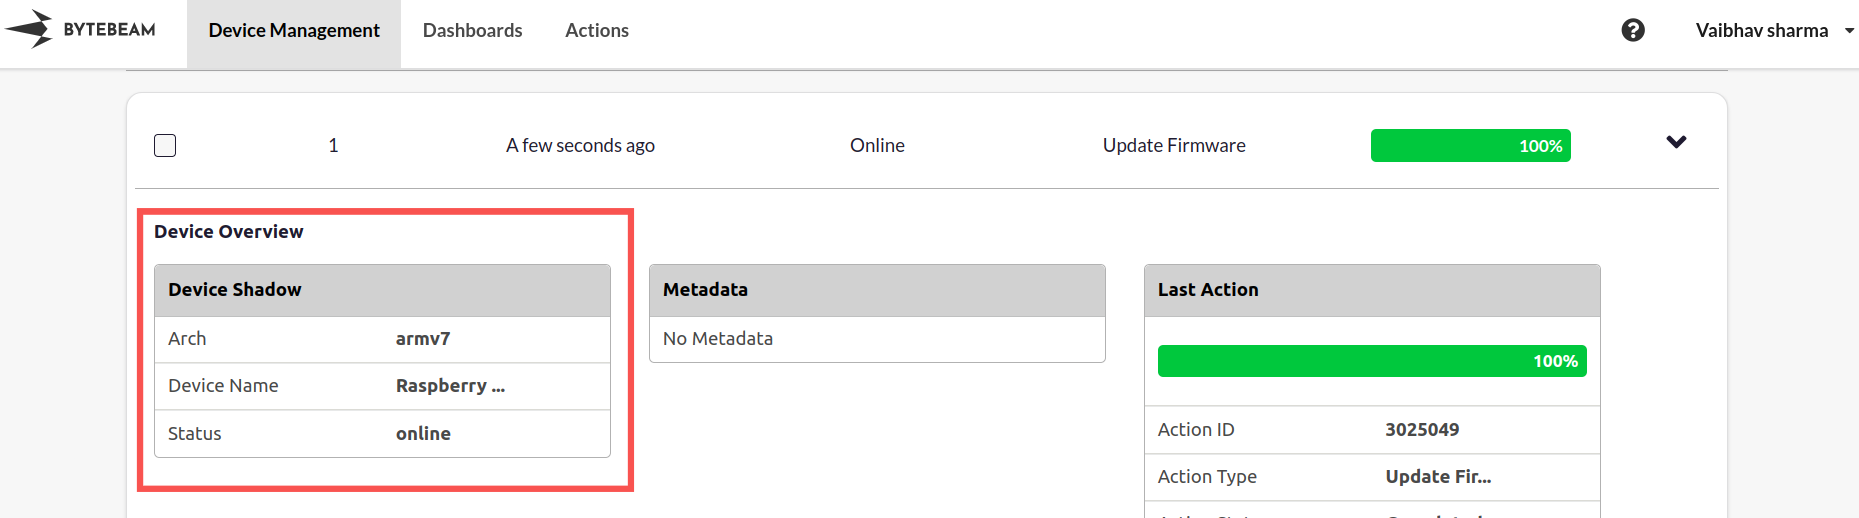 BYTEBEAM Device Management Dashboards Actions ? Vaibhav sharma
1 A few seconds ago Online Update Firmware 100%
Device Overview
Device Shadow
Arch armv7
Device Name Raspberry ...
Status online
Metadata
No Metadata
Last Action
100%
Action ID 3025049
Action Type Update Fir...